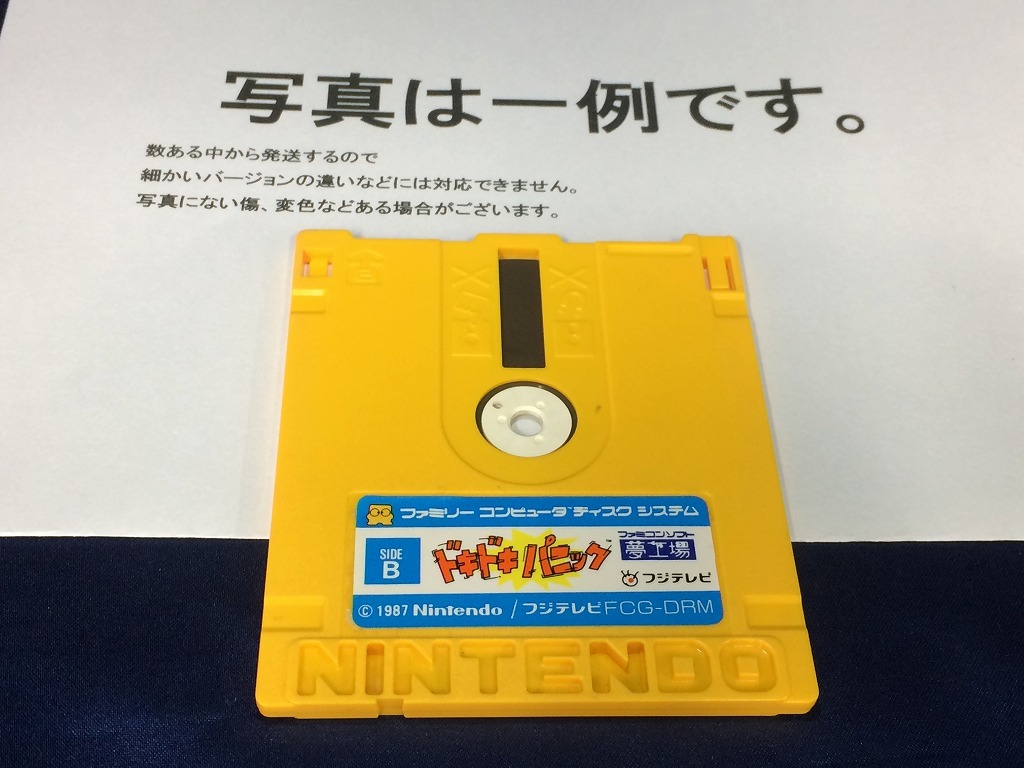 写真は一例です。
数ある中から発送するので
細かいバージョンの違いなどには対応できません。
写真にない傷、変色などある場合がございます。
ファミリー コンピュータ ディスク システム
SIDE
B
ドキドキパニック™
ファミコンソフト
夢工場
フジテレビ
© 1987 Nintendo / フジテレビ FCG-DRM
NINTENDO